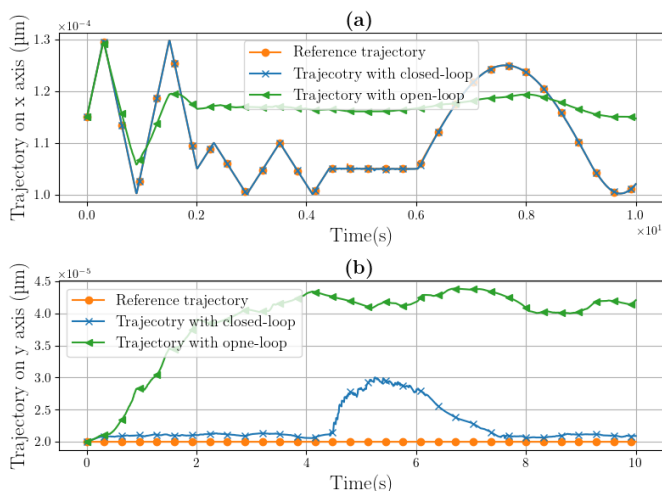 (a)
×10⁻⁴
Trajectory on x axis (µm)
1.3
1.2
1.1
1.0
Reference trajectory
Trajecotry with closed-loop
Trajectory with open-loop
0.0 0.2 0.4 0.6 0.8 1.0
×10¹
Time(s)
(b)
×10⁻⁵
Trajectory on y axis (µm)
4.5
4.0
3.5
3.0
2.5
2.0
Reference trajectory
Trajecotry with closed-loop
Trajectory with opne-loop
0 2 4 6 8 10
Time(s)